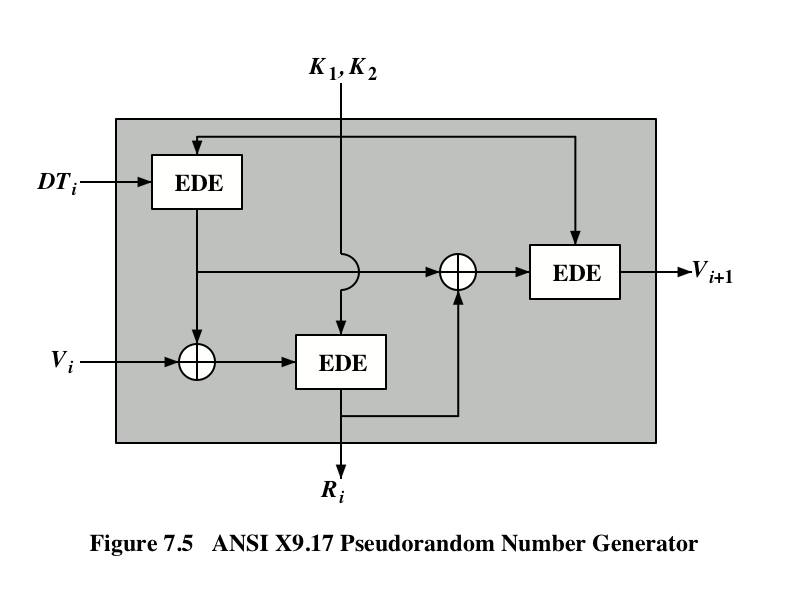 K1, K2
EDE
DTi
EDE
Vi+1
Vi
EDE
Ri
Figure 7.5 ANSI X9.17 Pseudorandom Number Generator